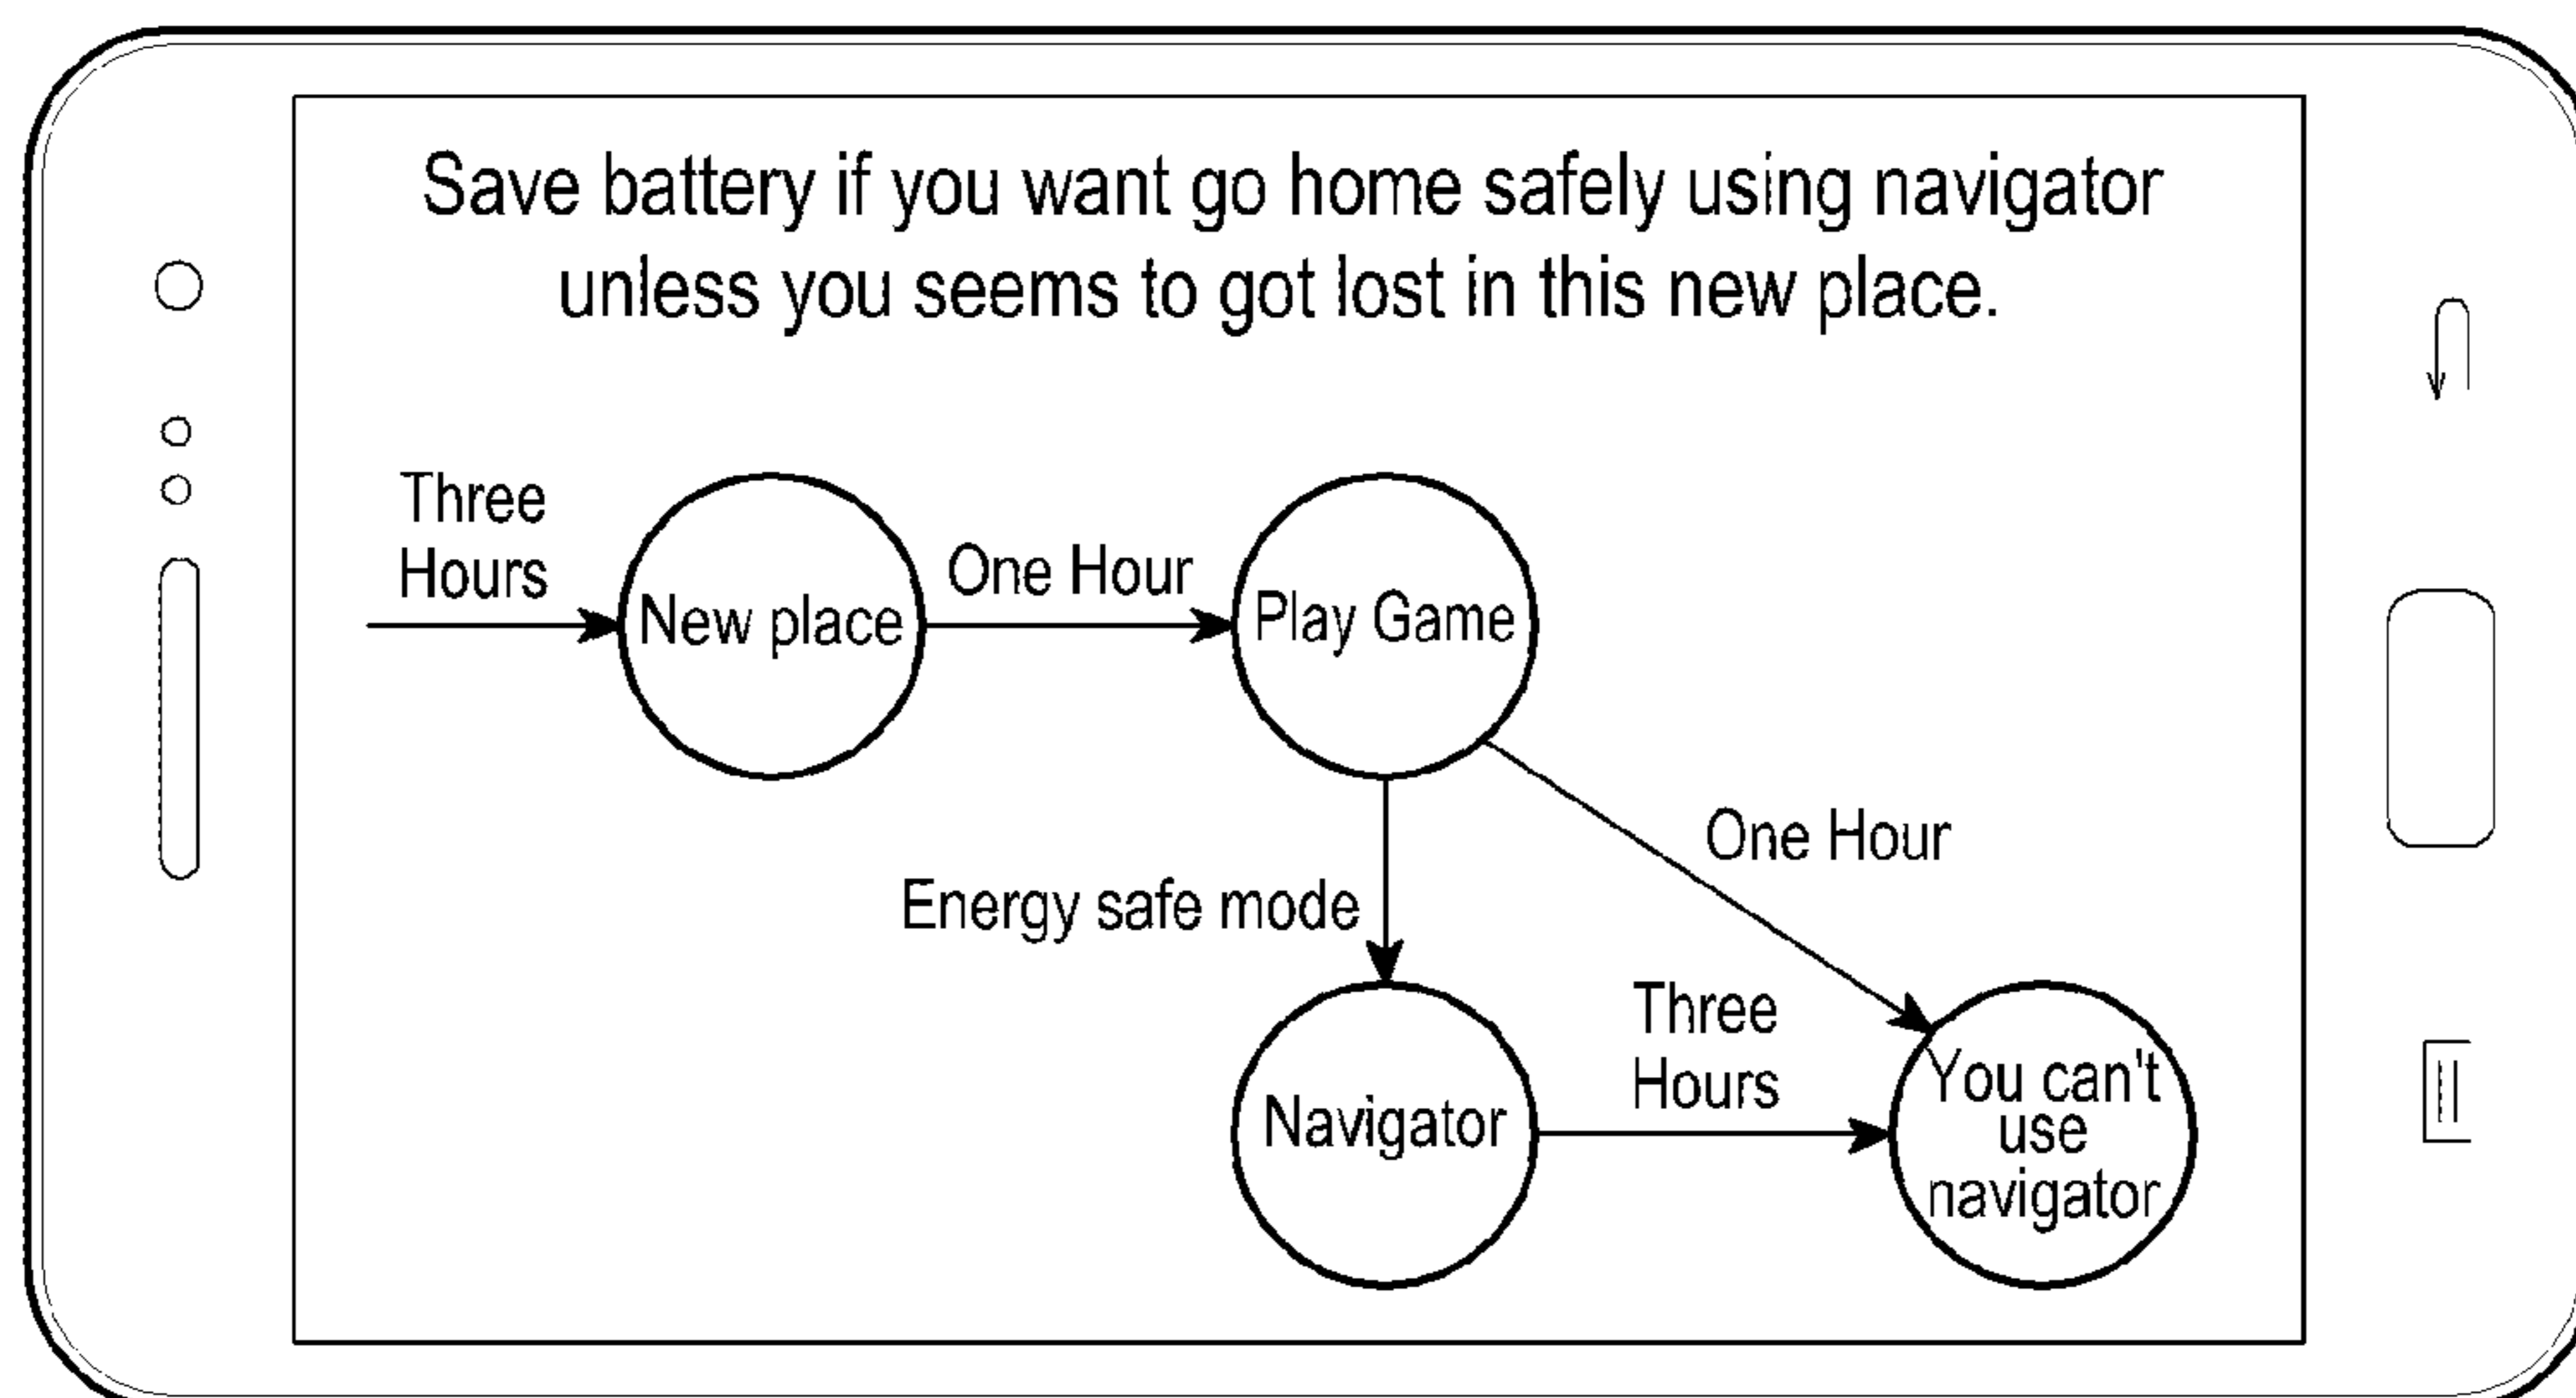 Save battery if you want go home safely using navigator
unless you seems to got lost in this new place.
Three
Hours
New place
One Hour
Play Game
One Hour
Energy safe mode
Three
Hours
Navigator
You can't
use
navigator